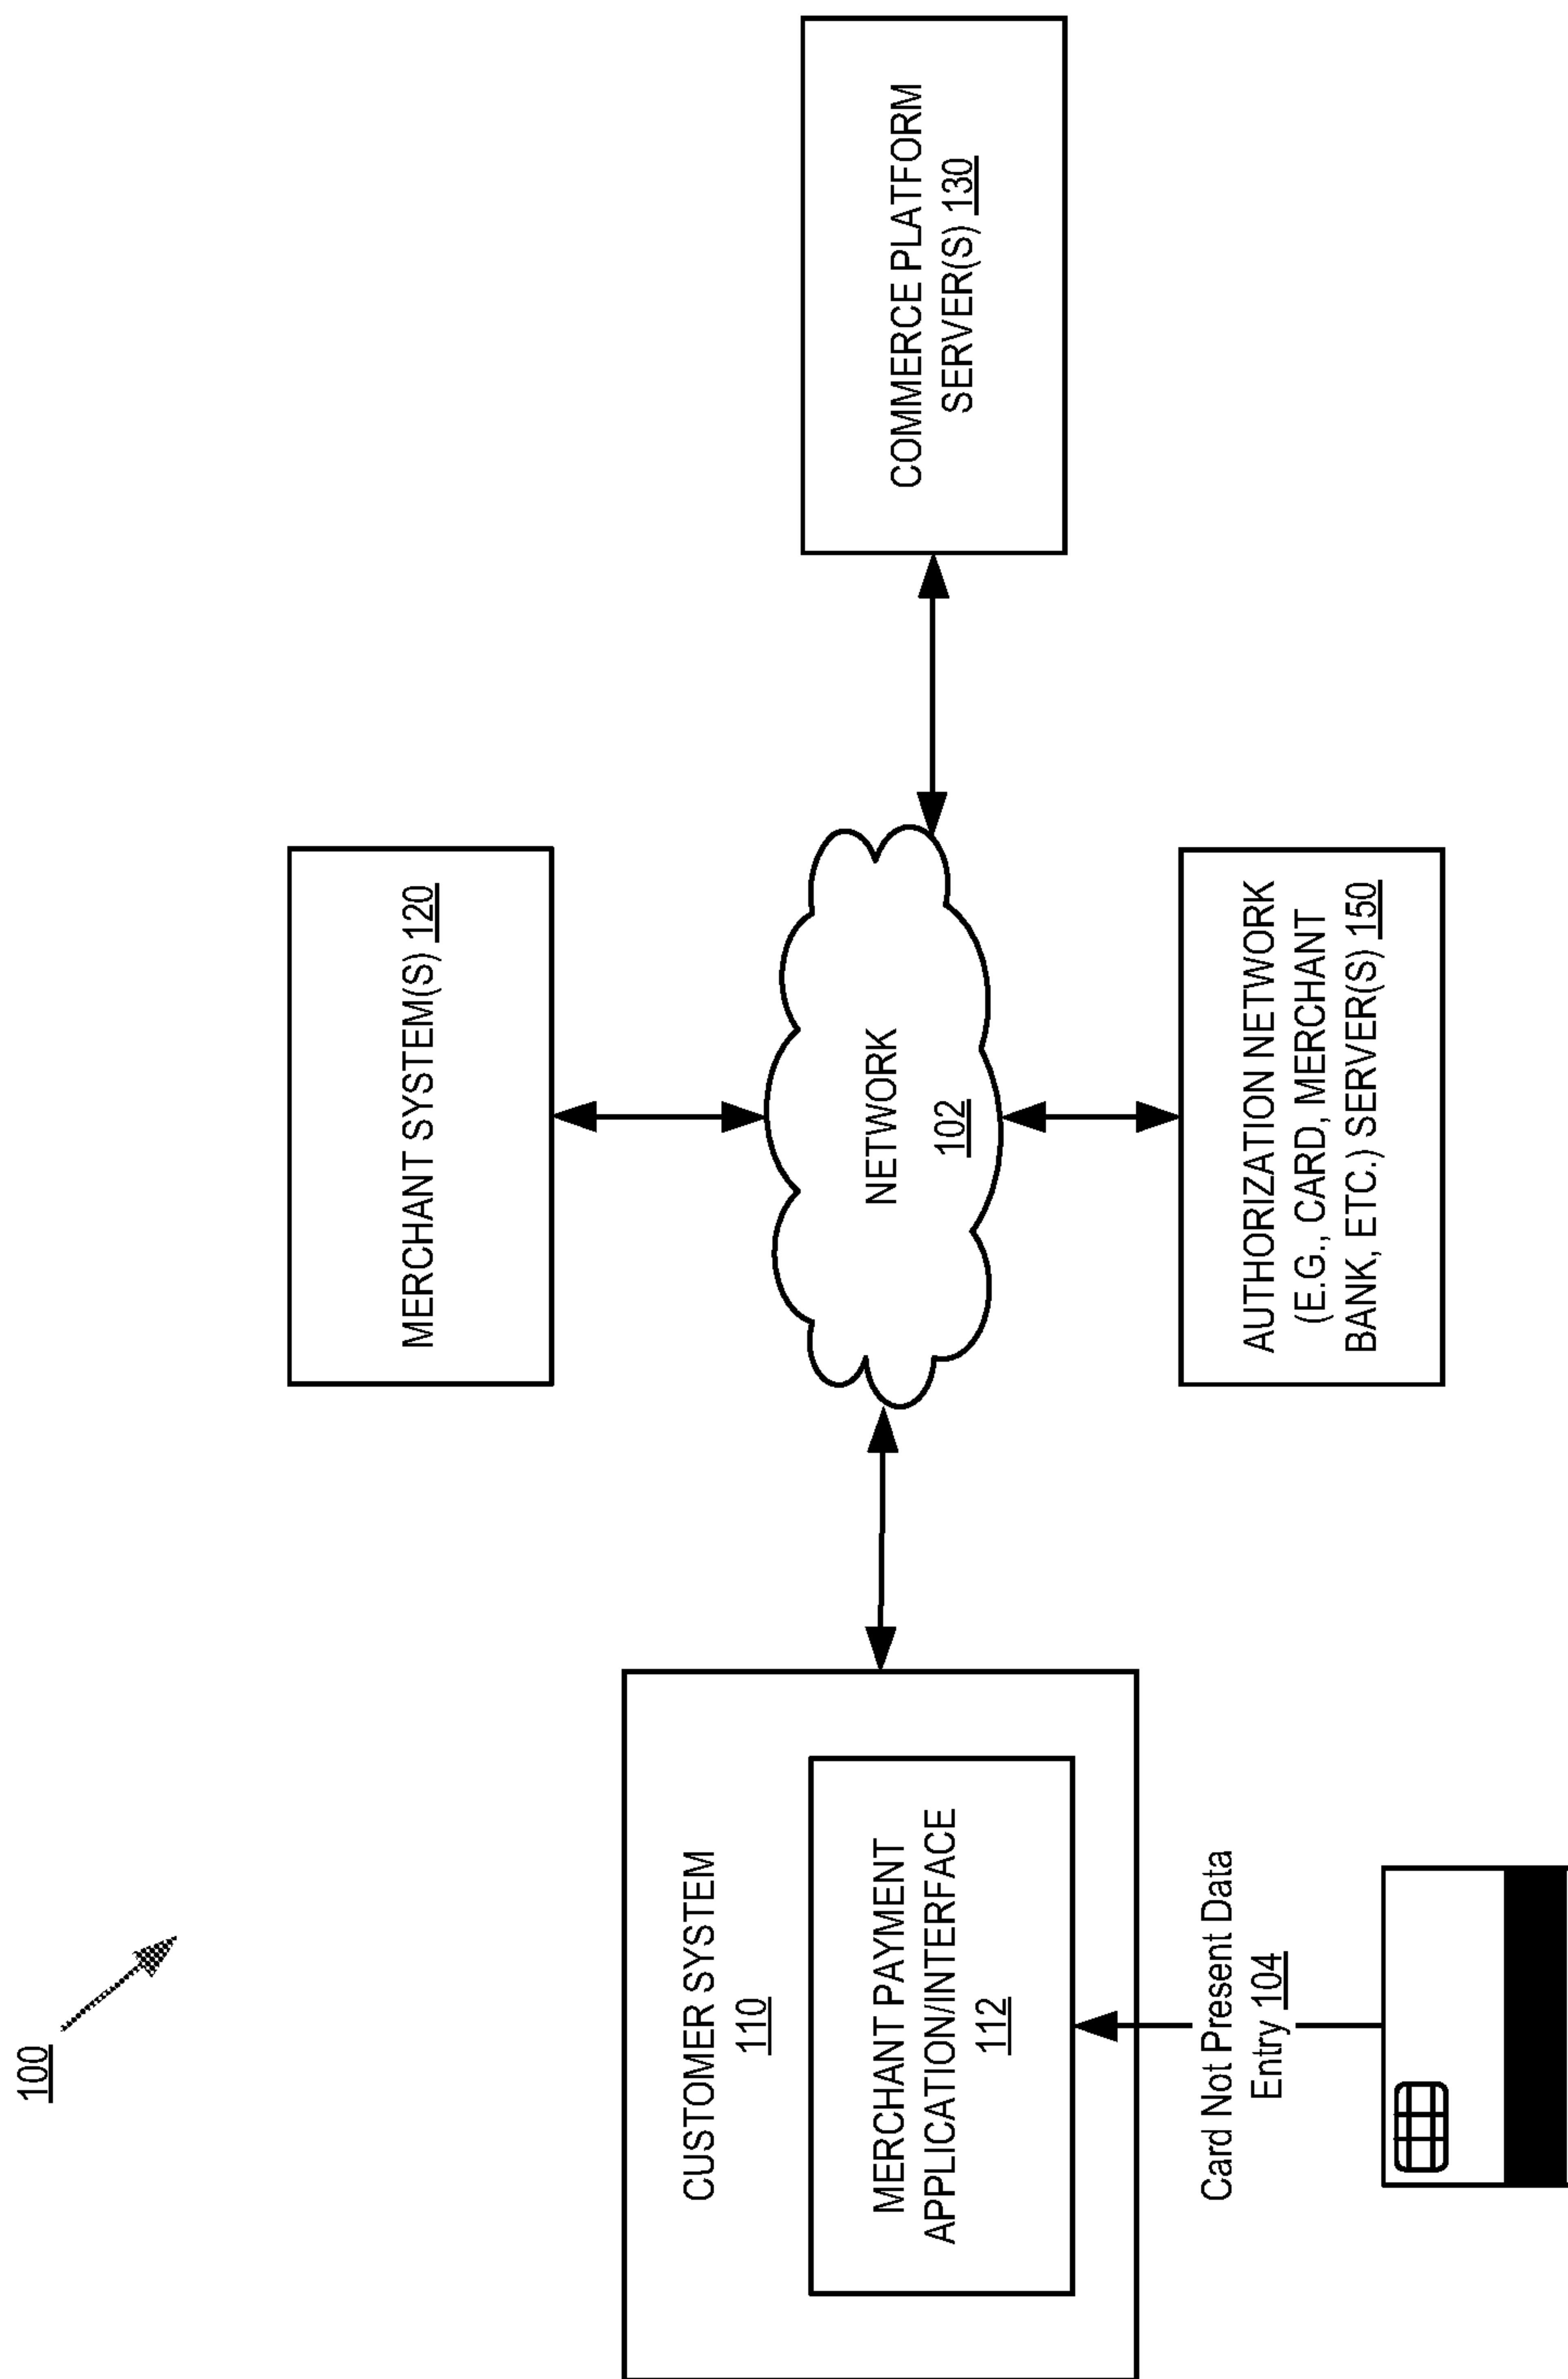 100
MERCHANT SYSTEM(S) 120
CUSTOMER SYSTEM
110
MERCHANT PAYMENT
APPLICATION/INTERFACE
112
NETWORK
102
COMMERCE PLATFORM
SERVER(S) 130
Card Not Present Data
Entry 104
AUTHORIZATION NETWORK
(E.G., CARD, MERCHANT
BANK, ETC.) SERVER(S) 150